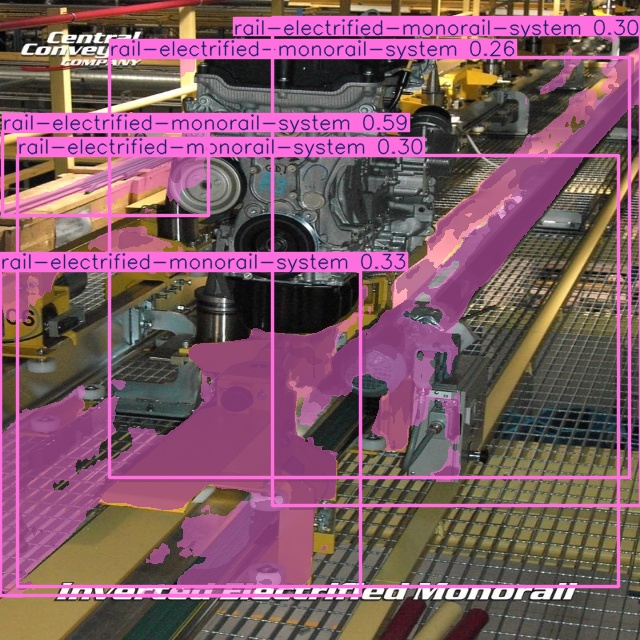 rail-electrified-monorail-system 0.30
Central
Conveyor
COMPANY
rail-electrified-monorail-system 0.26
rail-electrified-monorail-system 0.59
rail-electrified-monorail-system 0.30
rail-electrified-monorail-system 0.33
Inverted Electrified Monorail